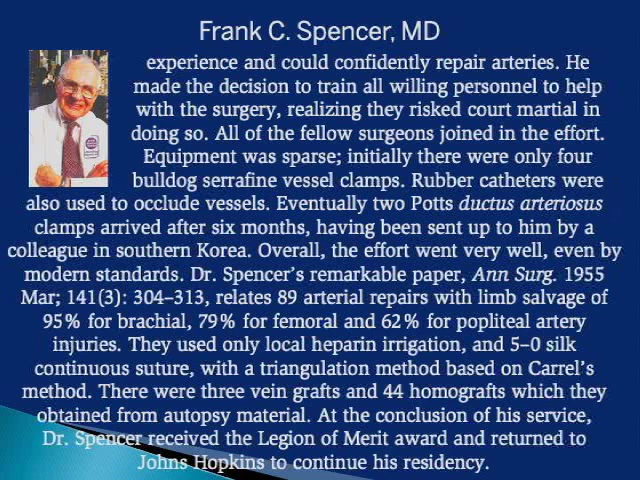 Frank C. Spencer, MD
experience and could confidently repair arteries. He
made the decision to train all willing personnel to help
with the surgery, realizing they risked court martial in
doing so. All of the fellow surgeons joined in the effort.
Equipment was sparse; initially there were only four
bulldog serrafine vessel clamps. Rubber catheters were
also used to occlude vessels. Eventually two Potts ductus arteriosus
clamps arrived after six months, having been sent up to him by a
colleague in southern Korea. Overall, the effort went very well, even by
modern standards. Dr. Spencer's remarkable paper, Ann Surg. 1955
Mar; 141(3): 304–313, relates 89 arterial repairs with limb salvage of
95% for brachial, 79% for femoral and 62% for popliteal artery
injuries. They used only local heparin irrigation, and 5–0 silk
continuous suture, with a triangulation method based on Carrel's
method. There were three vein grafts and 44 homografts which they
obtained from autopsy material. At the conclusion of his service,
Dr. Spencer received the Legion of Merit award and returned to
Johns Hopkins to continue his residency.